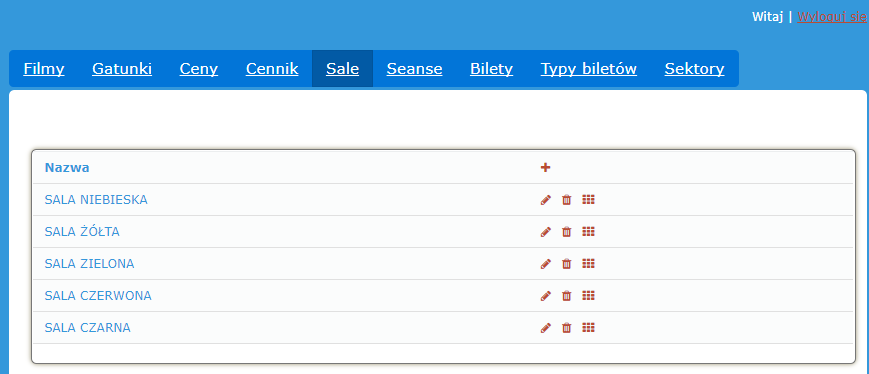 Witaj | Wyloguj się
Filmy Gatunki Ceny Cennik Sale Seanse Bilety Typy biletów Sektory
Nazwa
SALA NIEBIESKA
SALA ŻÓŁTA
SALA ZIELONA
SALA CZERWONA
SALA CZARNA